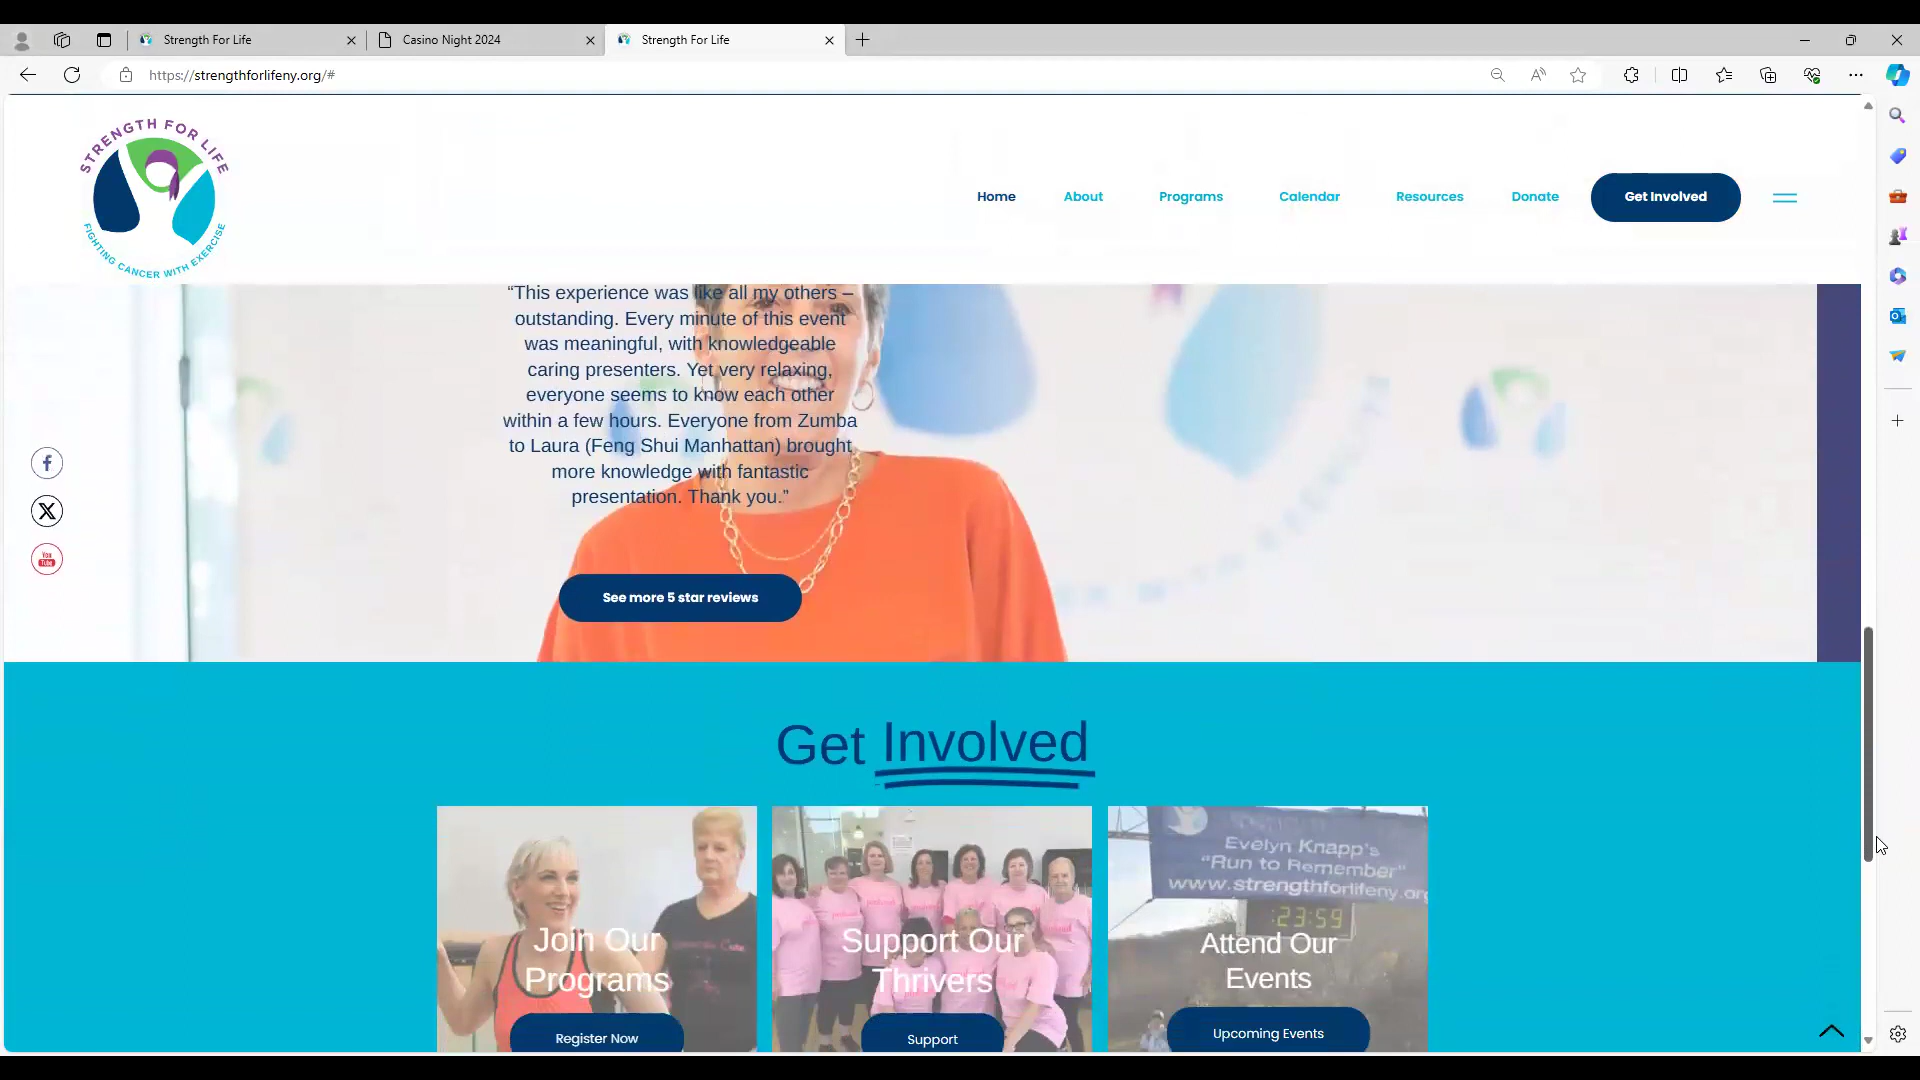 Strength For Life
Casino Night 2024
Strength For Life
https://strengthforlifeny.org/#
STRENGTH FOR LIFE
FIGHTING CANCER WITH EXERCISE
Home
About
Programs
Calendar
Resources
Donate
Get Involved
“This experience was like all my others –
outstanding. Every minute of this event
was meaningful, with knowledgeable
caring presenters. Yet very relaxing,
everyone seems to know each other
within a few hours. Everyone from Zumba
to Laura (Feng Shui Manhattan) brought
more knowledge with fantastic
presentation. Thank you.”
You
Tube
See more 5 star reviews
Get Involved
Evelyn Knapp's
"Run to Remember"
www.strengthforlifeny.org
:23:59
Join Our
Programs
Support Our
Thrivers
Attend Our
Events
Register Now
Support
Upcoming Events